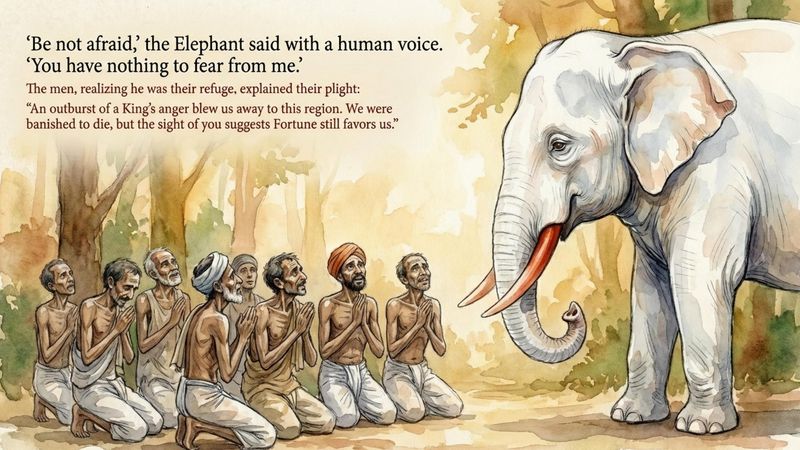 ‘Be not afraid,’ the Elephant said with a human voice.
‘You have nothing to fear from me.’
The men, realizing he was their refuge, explained their plight:
“An outburst of a King’s anger blew us away to this region. We were
banished to die, but the sight of you suggests Fortune still favors us.”